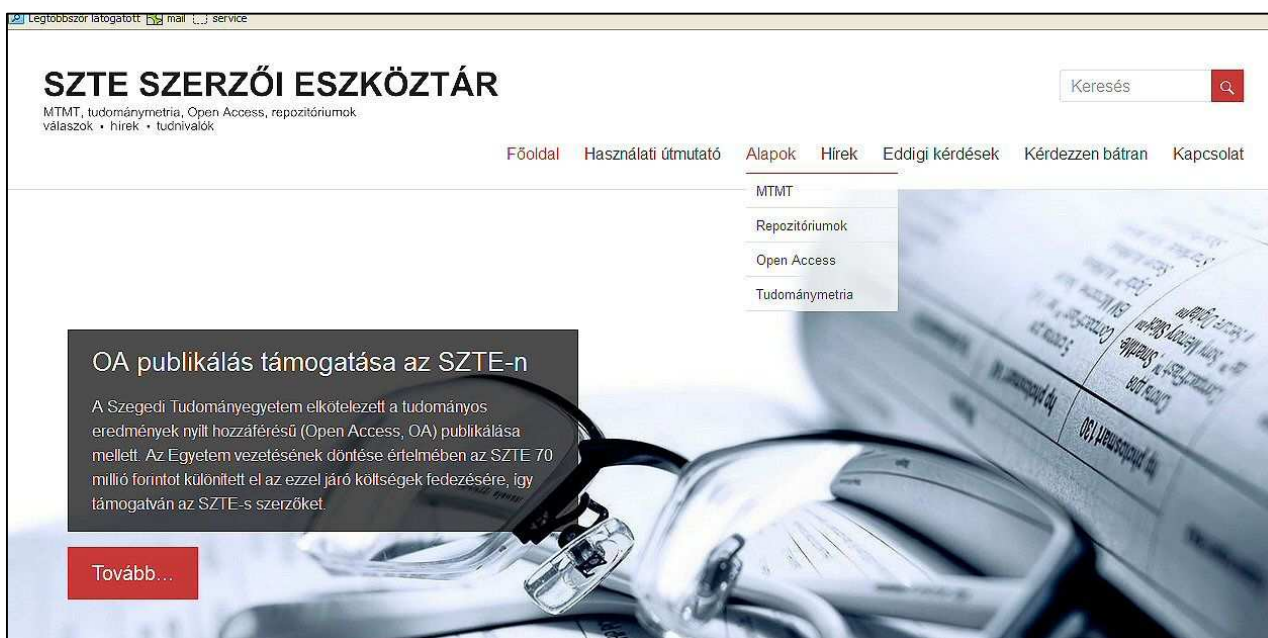 Legtöbbször látogatott mail service
SZTE SZERZŐI ESZKÖZTÁR
MTMT, tudománymetria, Open Access, repozitóriumok
válaszok • hírek • tudnivalók
Keresés
Főoldal Használati útmutató Alapok Hírek Eddigi kérdések Kérdezzen bátran Kapcsolat
MTMT
Repozitóriumok
Open Access
Tudománymetria
OA publikálás támogatása az SZTE-n
A Szegedi Tudományegyetem elkötelezett a tudományos
eredmények nyílt hozzáférésű (Open Access, OA) publikálása
mellett. Az Egyetem vezetésének döntése értelmében az SZTE 70
millió forintot különített el az ezzel járó költségek fedezésére, így
támogatván az SZTE-s szerzőket.
Tovább...
hp photosmart 130